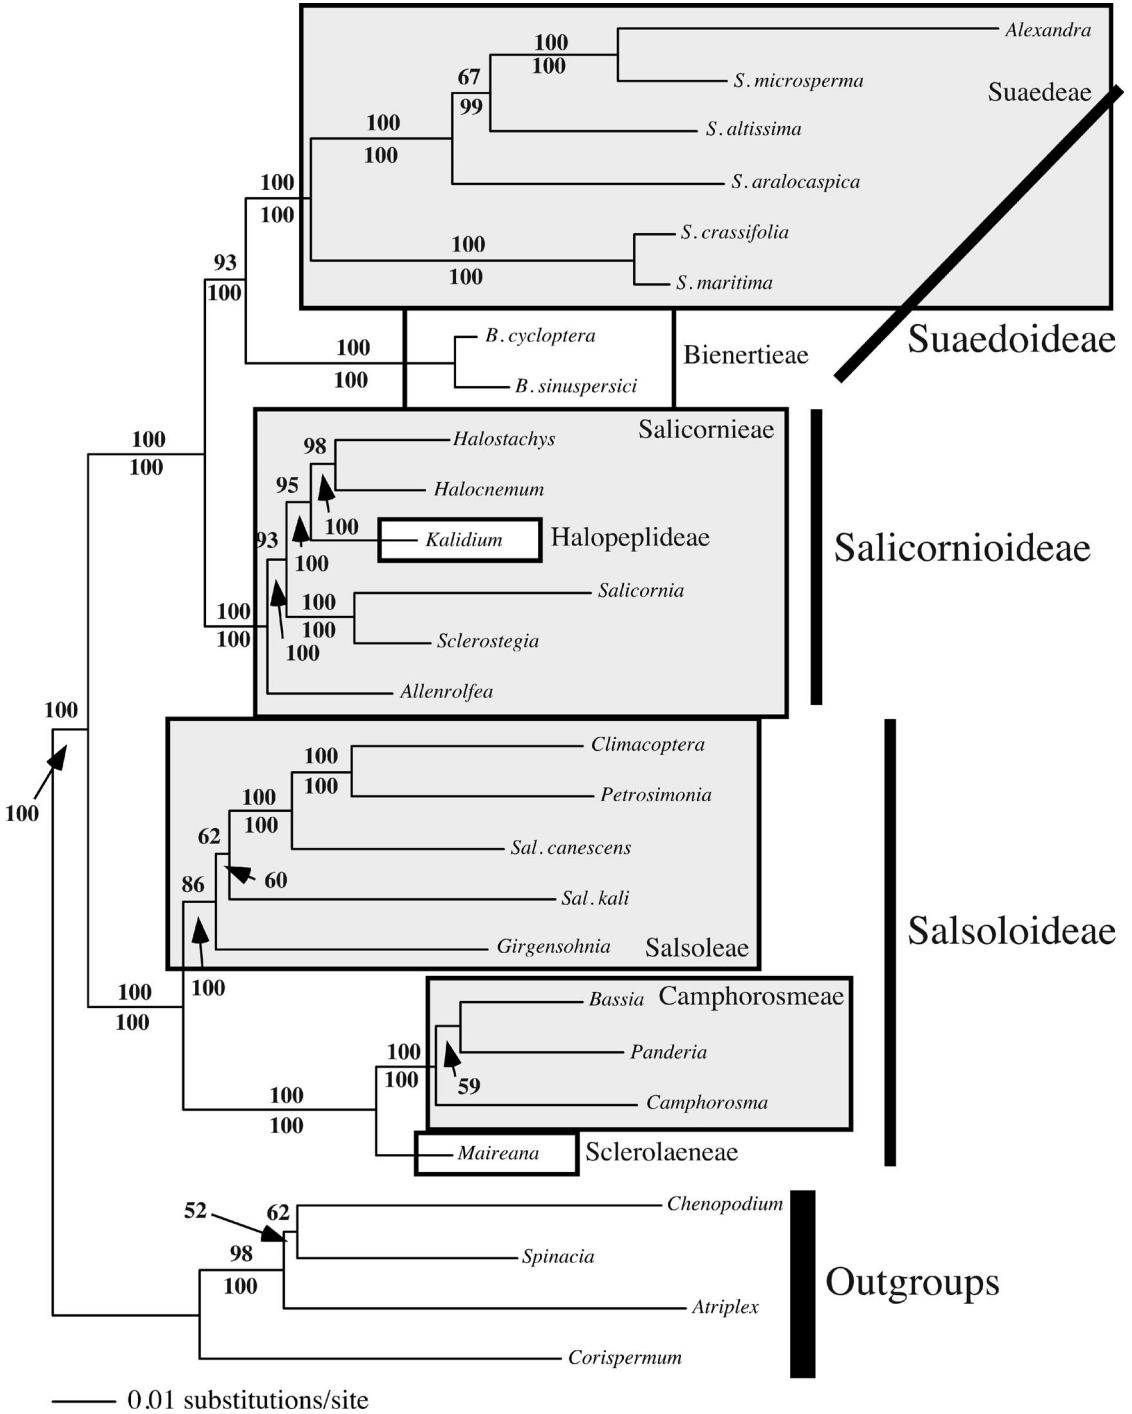 Alexandra
100
100
S. microsperma
67
99
Suaedeae
S. altissima
100
100
S. aralocaspica
100
100
S. crassifolia
100
100
S. maritima
93
100
B. cycloptera
Suaedoideae
100
100
Bienertieae
B. sinuspersici
Salicornieae
Halostachys
98
100
100
95
Halocnemum
100
Kalidium
Halopeplideae
93
100
Salicornioideae
Salicornia
100
100
100
100
Sclerostegia
100
Allenrolfea
100
Climacoptera
100
100
Petrosimonia
100
100
100
62
Sal. canescens
60
86
Sal. kali
Salsoloideae
Girgensohnia
Salsoleae
100
100
100
Bassia
Camphorosmeae
100
100
Panderia
59
100
100
Camphorosma
Maireana
Sclerolaeneae
52
62
Chenopodium
98
100
Spinacia
Outgroups
Atriplex
Corispermum
0.01 substitutions/site